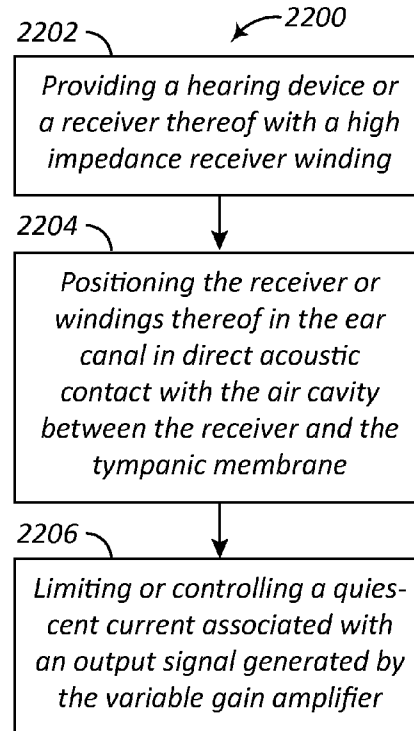 2200
2202
Providing a hearing device or
a receiver thereof with a high
impedance receiver winding
2204
Positioning the receiver or
windings thereof in the ear
canal in direct acoustic
contact with the air cavity
between the receiver and the
tympanic membrane
2206
Limiting or controlling a quies-
cent current associated with
an output signal generated by
the variable gain amplifier